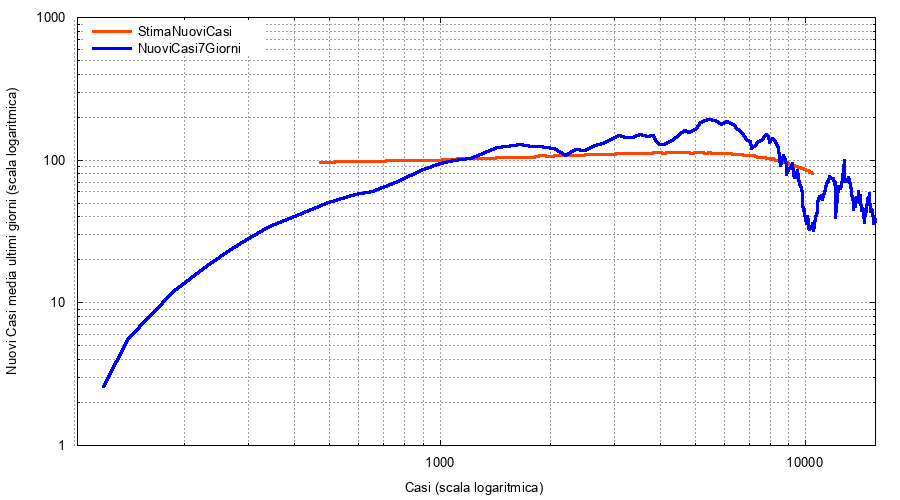 1000
StimaNuoviCasi
NuoviCasi7Giorni
100
10
1
Nuovi Casi media ultimi giorni (scala logaritmica)
1000
10000
Casi (scala logaritmica)